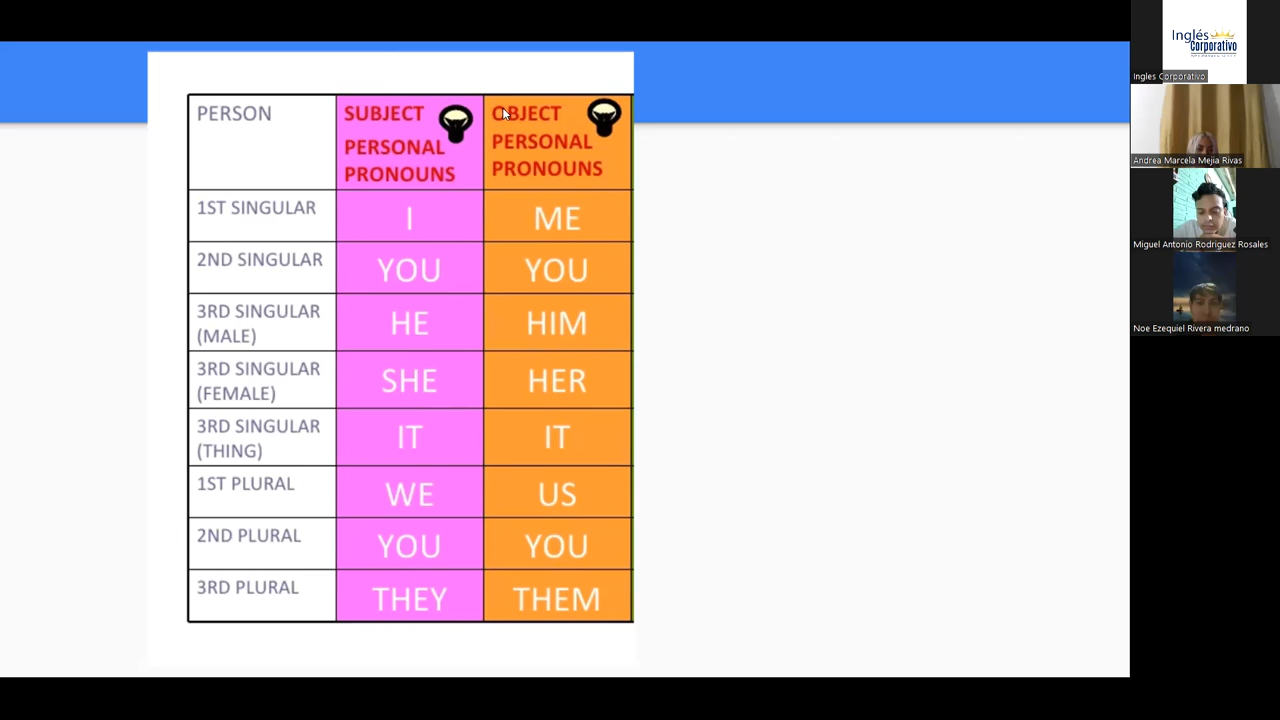 PERSON
SUBJECT
PERSONAL
PRONOUNS
OBJECT
PERSONAL
PRONOUNS
1ST SINGULAR
I
ME
2ND SINGULAR
YOU
YOU
3RD SINGULAR
(MALE)
HE
HIM
3RD SINGULAR
(FEMALE)
SHE
HER
3RD SINGULAR
(THING)
IT
IT
1ST PLURAL
WE
US
2ND PLURAL
YOU
YOU
3RD PLURAL
THEY
THEM
Inglés
Corporativo
Ingles Corporativo
Andrea Marcela Mejia Rivas
Miguel Antonio Rodriguez Rosales
Noe Ezequiel Rivera medrano